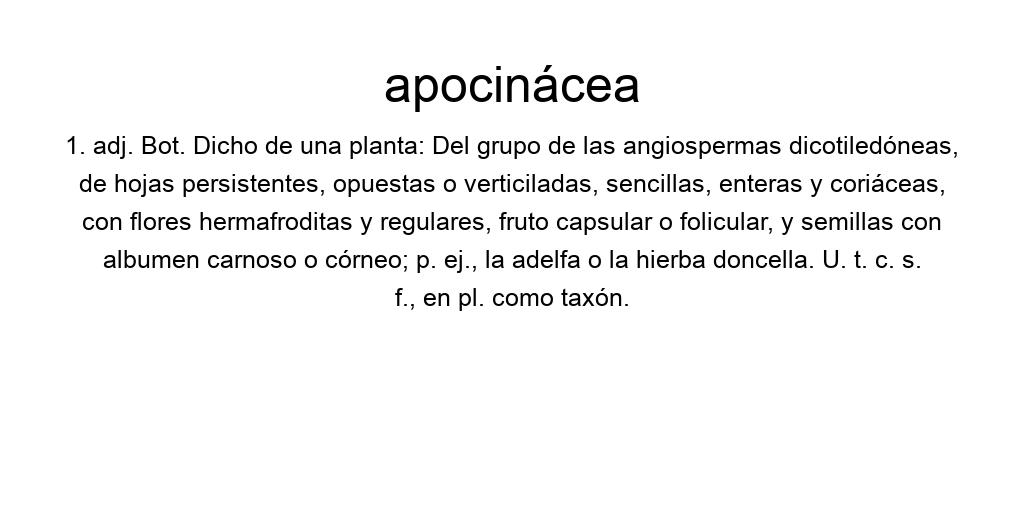 apocinácea
1. adj. Bot. Dicho de una planta: Del grupo de las angiospermas dicotiledóneas,
de hojas persistentes, opuestas o verticiladas, sencillas, enteras y coriáceas,
con flores hermafroditas y regulares, fruto capsular o folicular, y semillas con
albumen carnoso o córneo; p. ej., la adelfa o la hierba doncella. U. t. c. s.
f., en pl. como taxón.